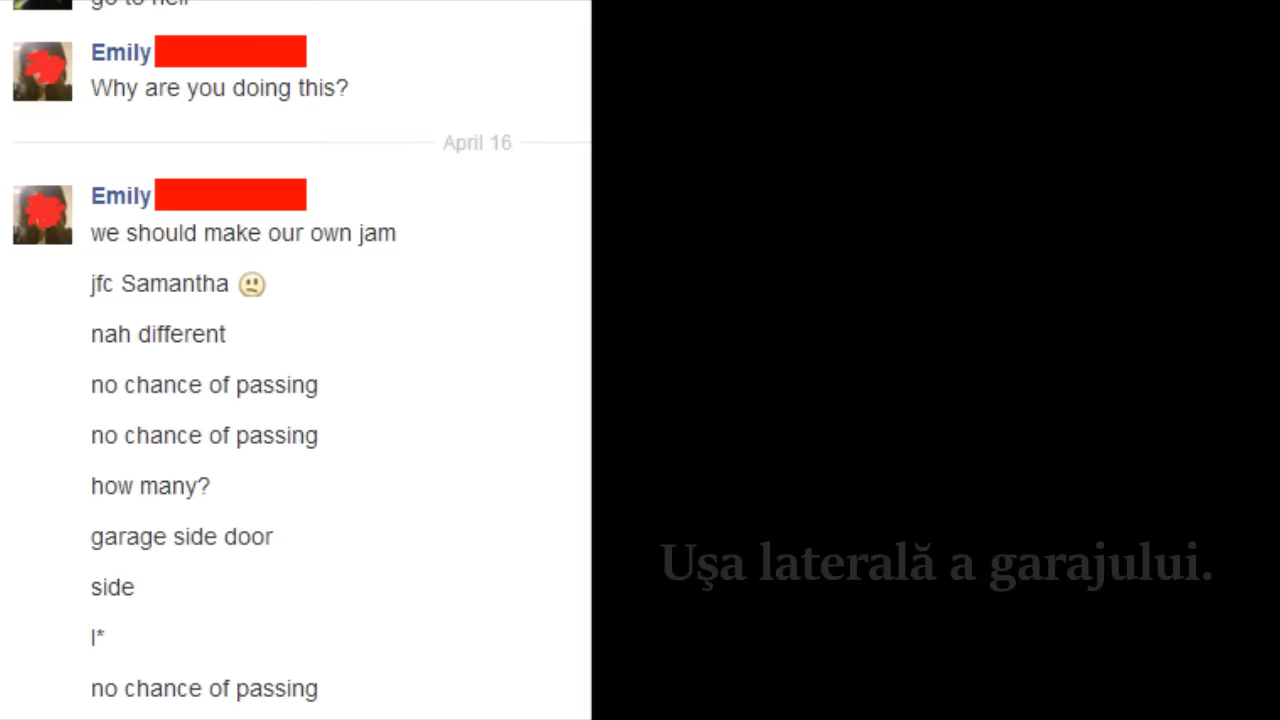 go to hell
Emily
Why are you doing this?
April 16
Emily
we should make our own jam
jfc Samantha
nah different
no chance of passing
no chance of passing
how many?
garage side door
Uşa laterală a garajului.
side
l*
no chance of passing